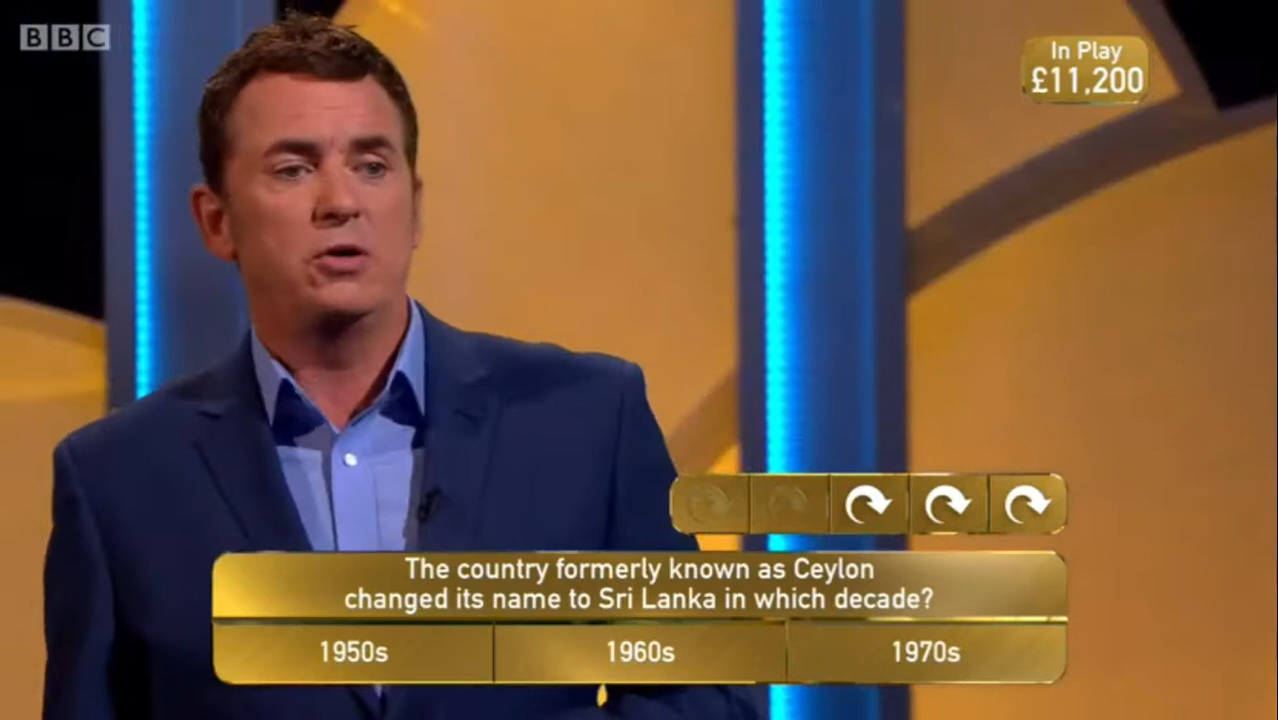 BBC
In Play
£11,200
The country formerly known as Ceylon
changed its name to Sri Lanka in which decade?
1950s
1960s
1970s